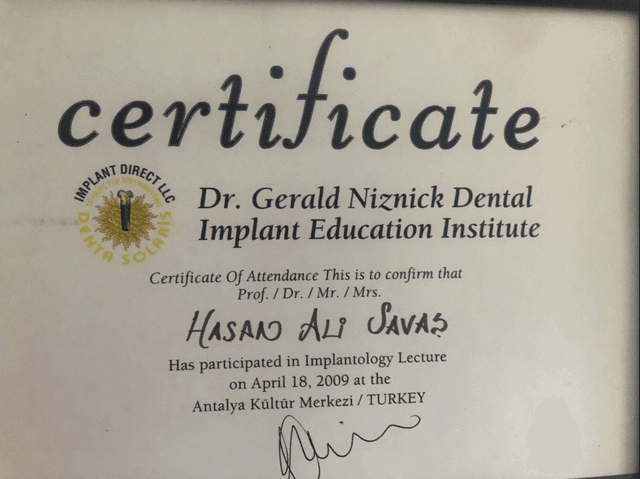 certificate
IMPLANT DIRECT LLC
DENTA SOLARIS
Dr. Gerald Niznick Dental
Implant Education Institute
Certificate Of Attendance This is to confirm that
Prof. / Dr. / Mr. / Mrs.
HASAN ALİ SAVAŞ
Has participated in Implantology Lecture
on April 18, 2009 at the
Antalya Kültür Merkezi / TURKEY